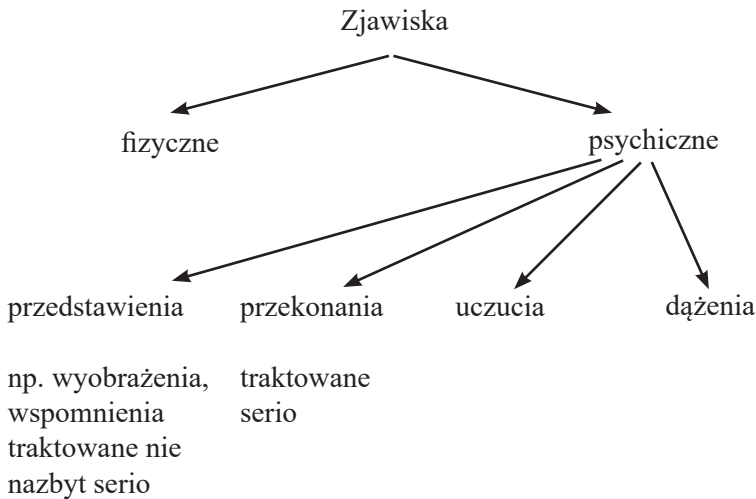 Zjawiska
fizyczne
psychiczne
przedstawienia
przekonania
uczucia
dążenia
np. wyobrażenia,
wspomnienia
traktowane nie
nazbyt serio
traktowane
serio